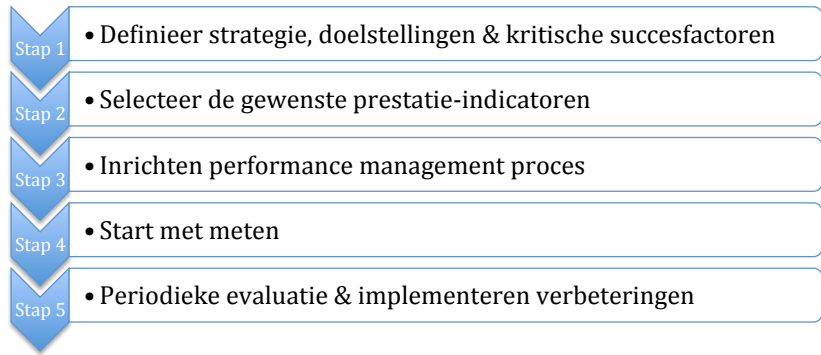 Stap 1
• Definieer strategie, doelstellingen & kritische succesfactoren
Stap 2
• Selecteer de gewenste prestatie-indicatoren
Stap 3
• Inrichten performance management proces
Stap 4
• Start met meten
Stap 5
• Periodieke evaluatie & implementeren verbeteringen